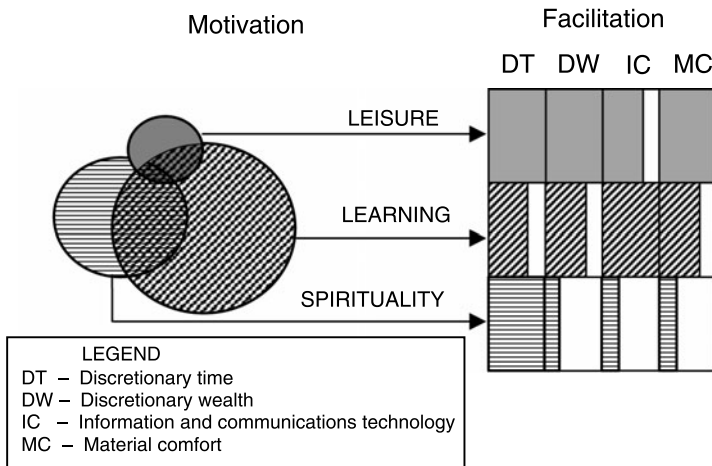 Motivation
Facilitation
DT DW IC MC
LEISURE
LEARNING
SPIRITUALITY
LEGEND
DT – Discretionary time
DW – Discretionary wealth
IC – Information and communications technology
MC – Material comfort